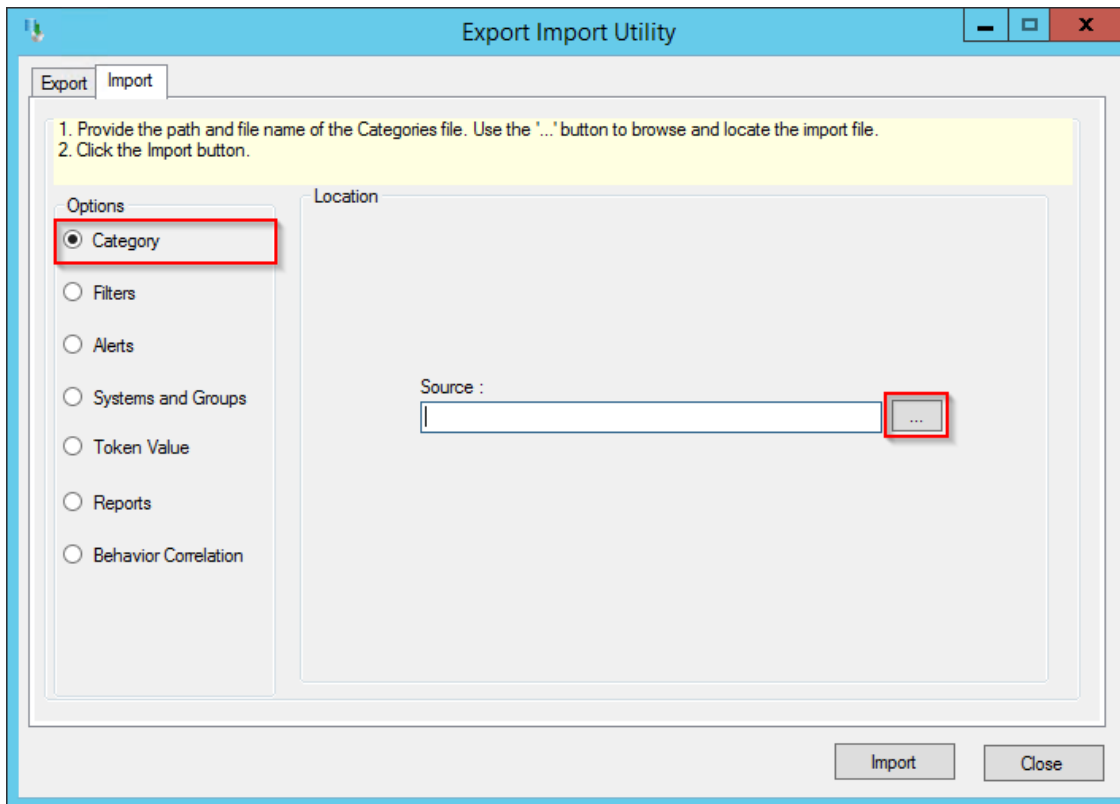 Export Import Utility
Export Import
1. Provide the path and file name of the Categories file. Use the '...' button to browse and locate the import file.
2. Click the Import button.
Options
Location
Category
Filters
Alerts
Systems and Groups
Token Value
Reports
Behavior Correlation
Source :
...
Import Close